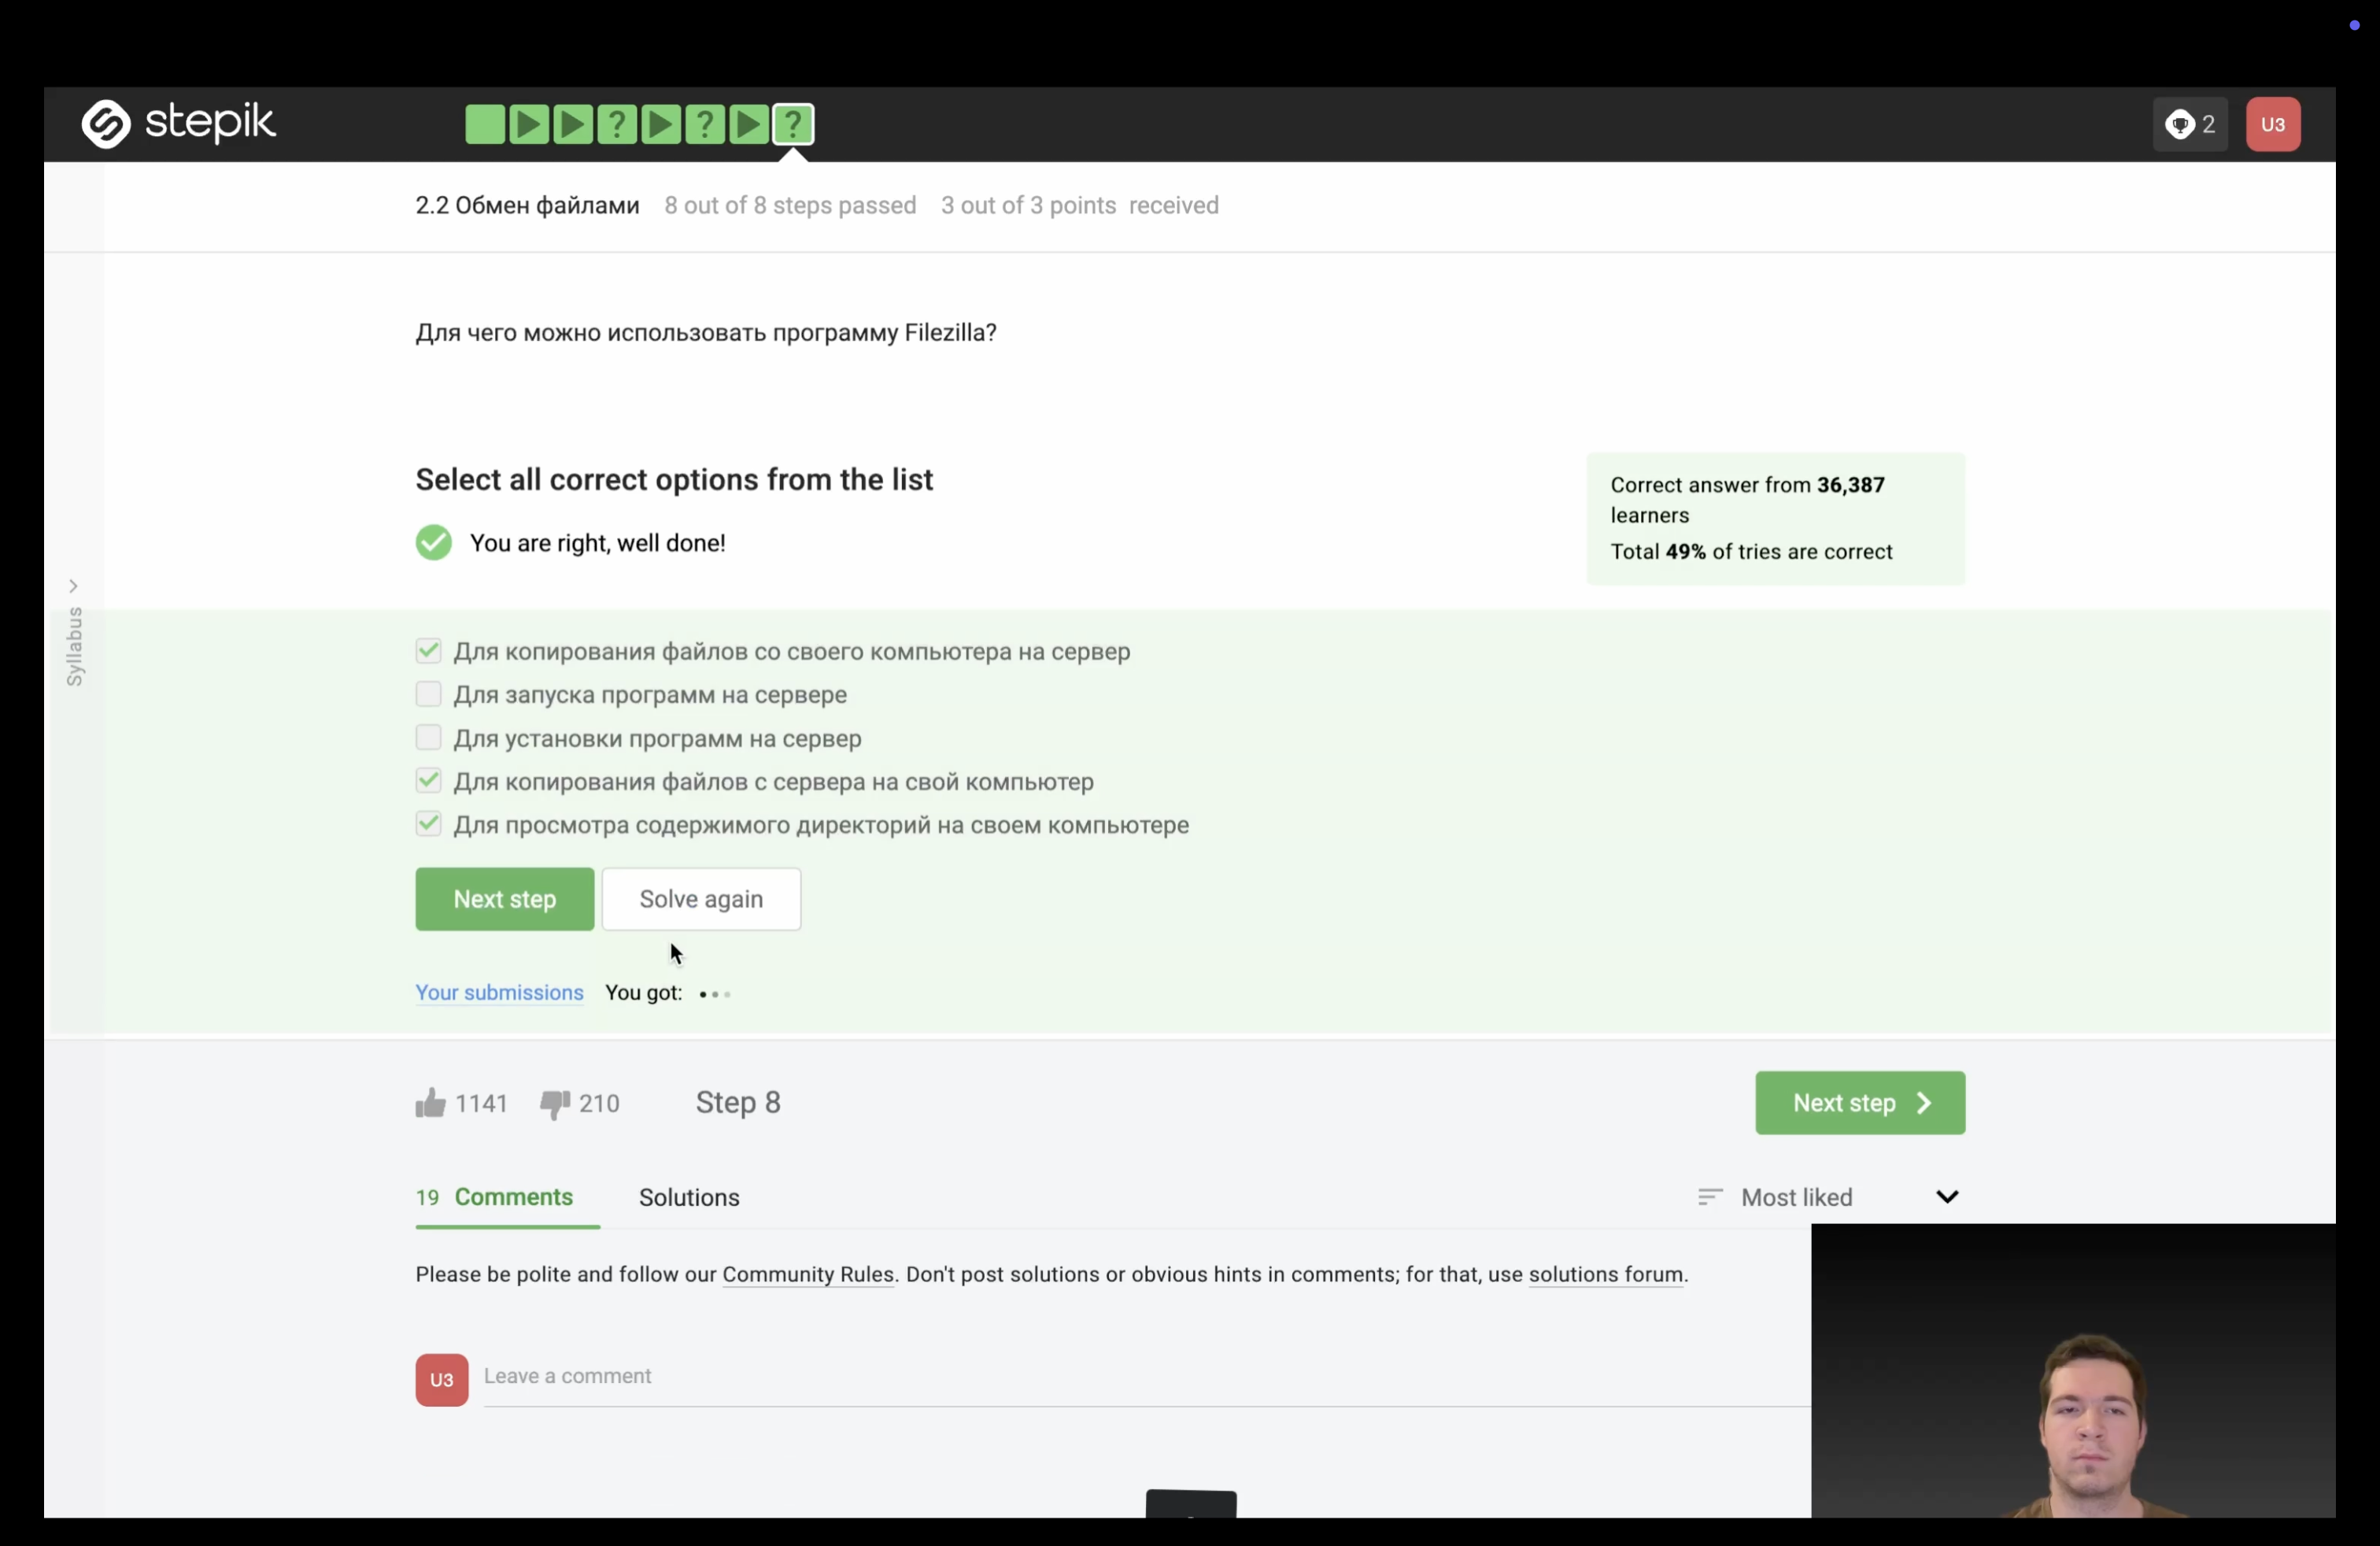 stepik
? ? ?
2
U3
2.2 Обмен файлами 8 out of 8 steps passed 3 out of 3 points received
Для чего можно использовать программу Filezilla?
Select all correct options from the list
You are right, well done!
Correct answer from 36,387
learners
Total 49% of tries are correct
Syllabus
Для копирования файлов со своего компьютера на сервер
Для запуска программ на сервере
Для установки программ на сервер
Для копирования файлов с сервера на свой компьютер
Для просмотра содержимого директорий на своем компьютере
Next step Solve again
Your submissions You got:
1141 210 Step 8 Next step
19 Comments Solutions Most liked
Please be polite and follow our Community Rules. Don't post solutions or obvious hints in comments; for that, use solutions forum.
U3 Leave a comment